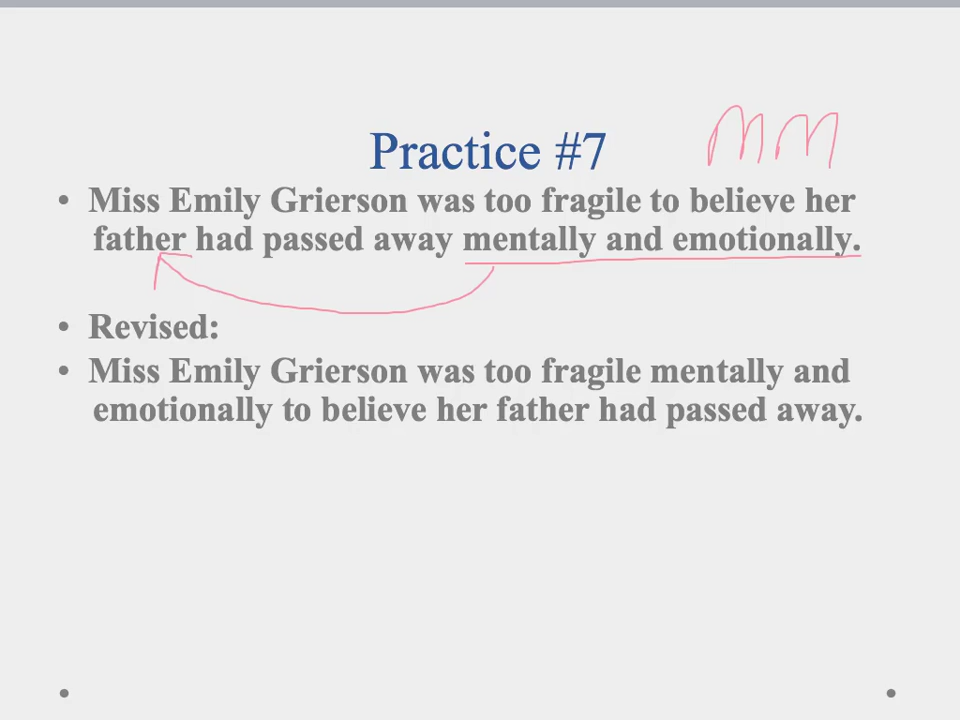 Practice #7
MM
• Miss Emily Grierson was too fragile to believe her
father had passed away mentally and emotionally.
• Revised:
• Miss Emily Grierson was too fragile mentally and
emotionally to believe her father had passed away.